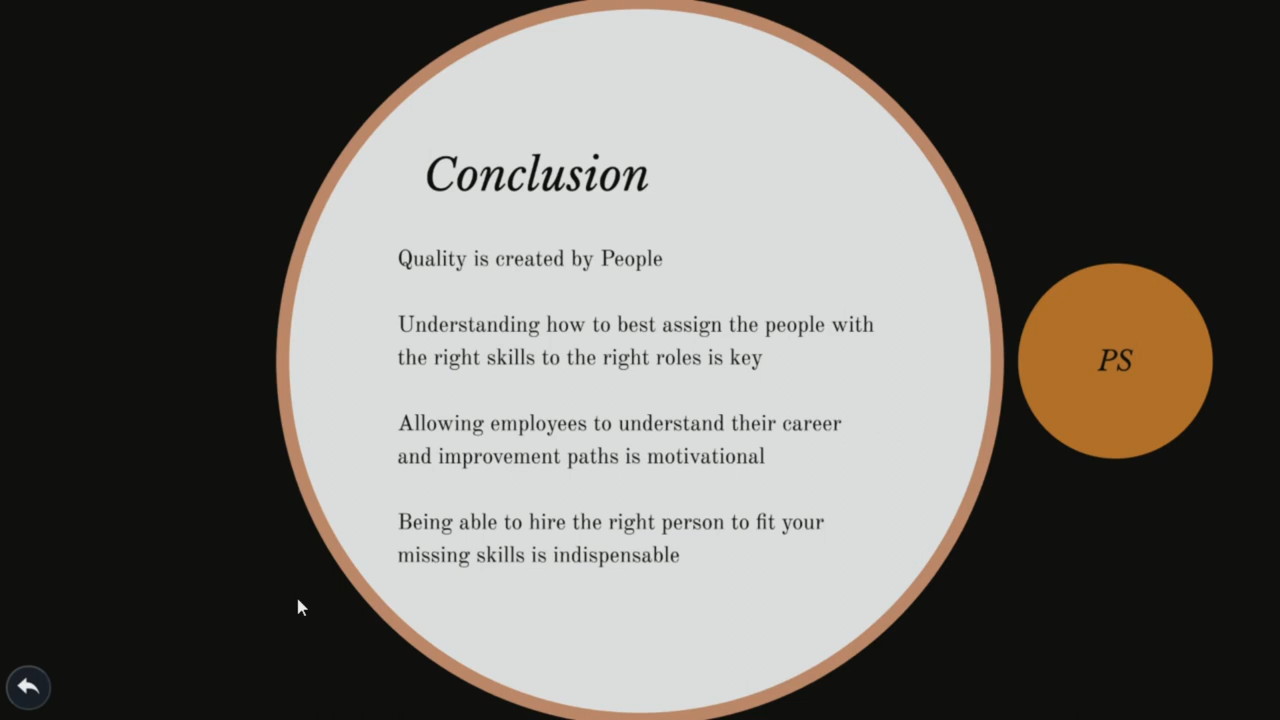 Conclusion
Quality is created by People
Understanding how to best assign the people with
the right skills to the right roles is key
Allowing employees to understand their career
and improvement paths is motivational
Being able to hire the right person to fit your
missing skills is indispensable
PS